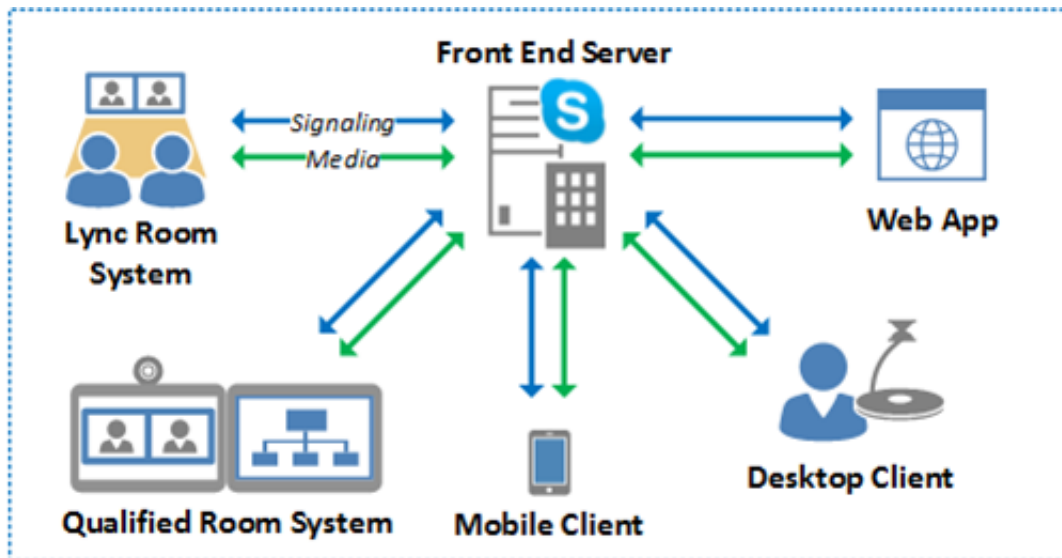 Front End Server
S
Signaling
Media
Lync Room
System
Web App
Qualified Room System
Mobile Client
Desktop Client